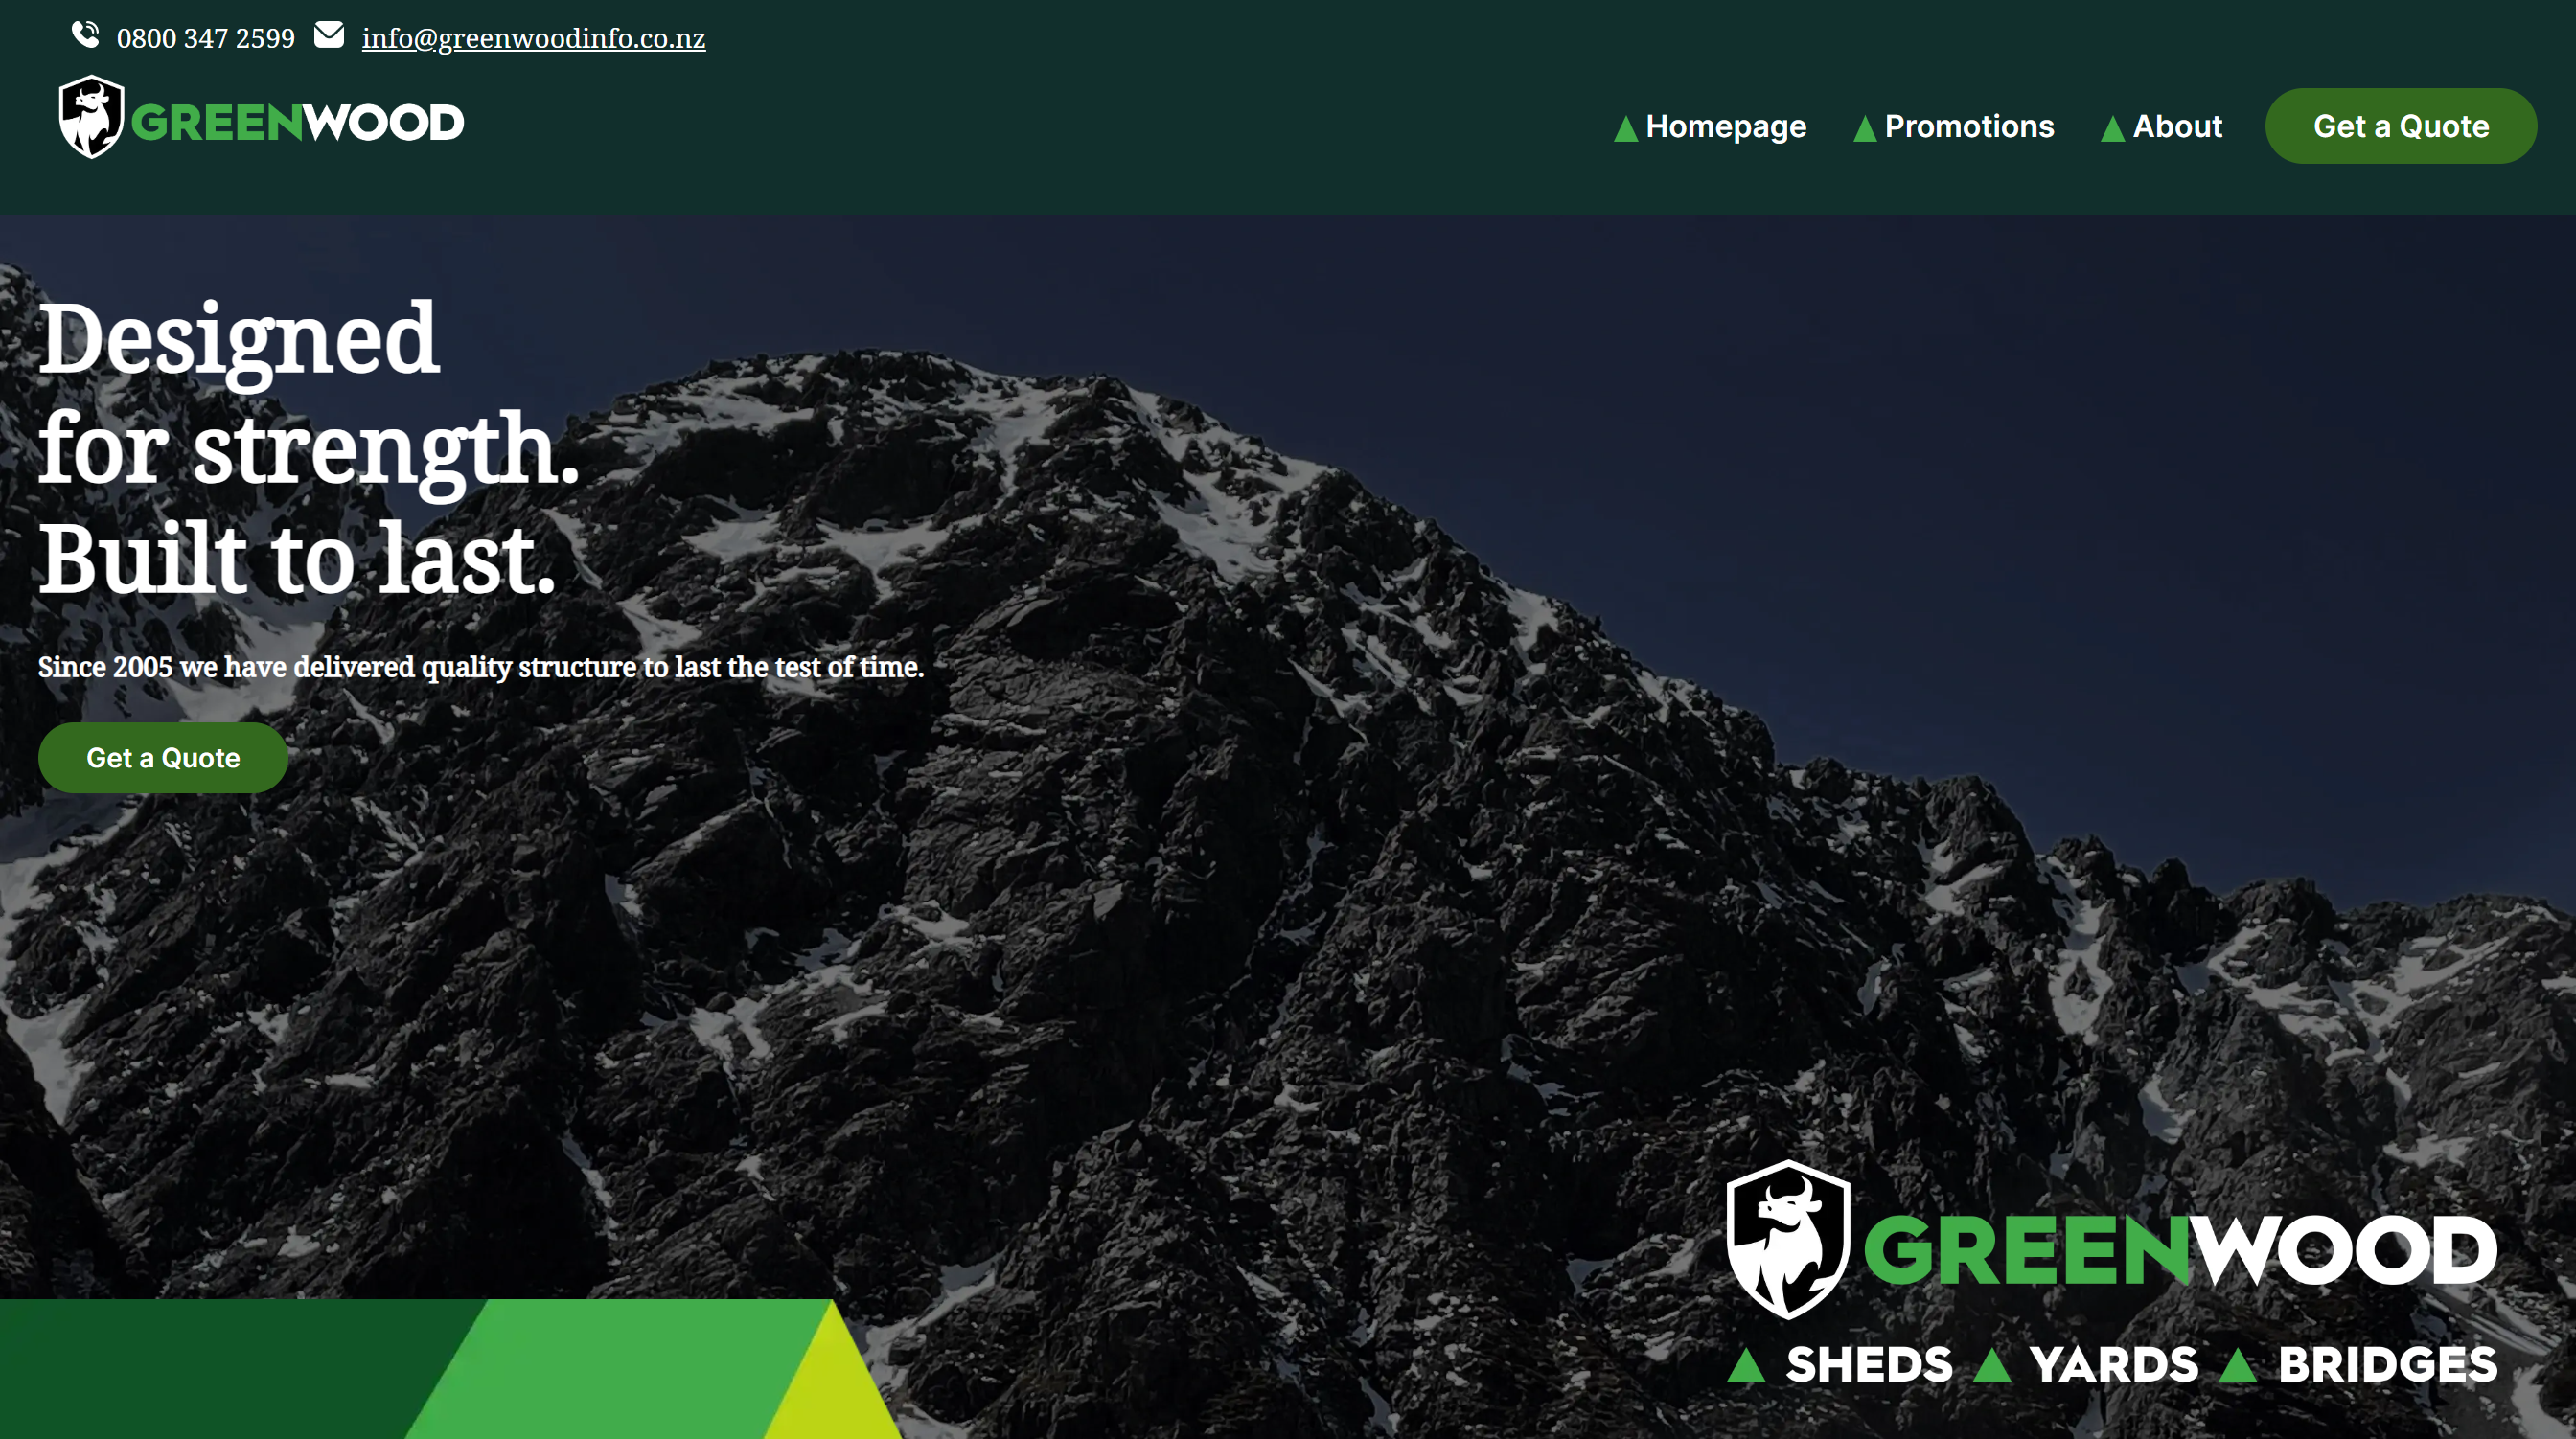 0800 347 2599 info@greenwoodinfo.co.nz
GREENWOOD
Homepage Promotions About Get a Quote
Designed
for strength.
Built to last.
Since 2005 we have delivered quality structure to last the test of time.
Get a Quote
GREENWOOD
SHEDS YARDS BRIDGES